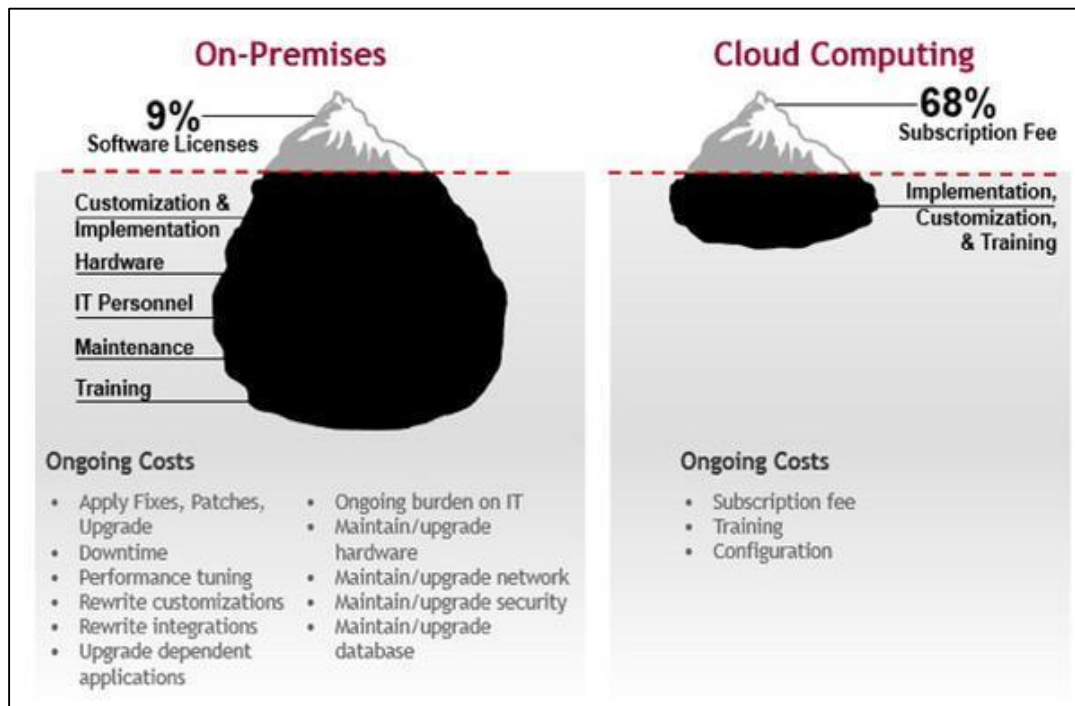 On-Premises
9%
Software Licenses
Customization &
Implementation
Hardware
IT Personnel
Maintenance
Training
Ongoing Costs
• Apply Fixes, Patches,
Upgrade
• Downtime
• Performance tuning
• Rewrite customizations
• Rewrite integrations
• Upgrade dependent
applications
• Ongoing burden on IT
• Maintain/upgrade
hardware
• Maintain/upgrade network
• Maintain/upgrade security
• Maintain/upgrade
database
Cloud Computing
68%
Subscription Fee
Implementation,
Customization,
& Training
Ongoing Costs
• Subscription fee
• Training
• Configuration